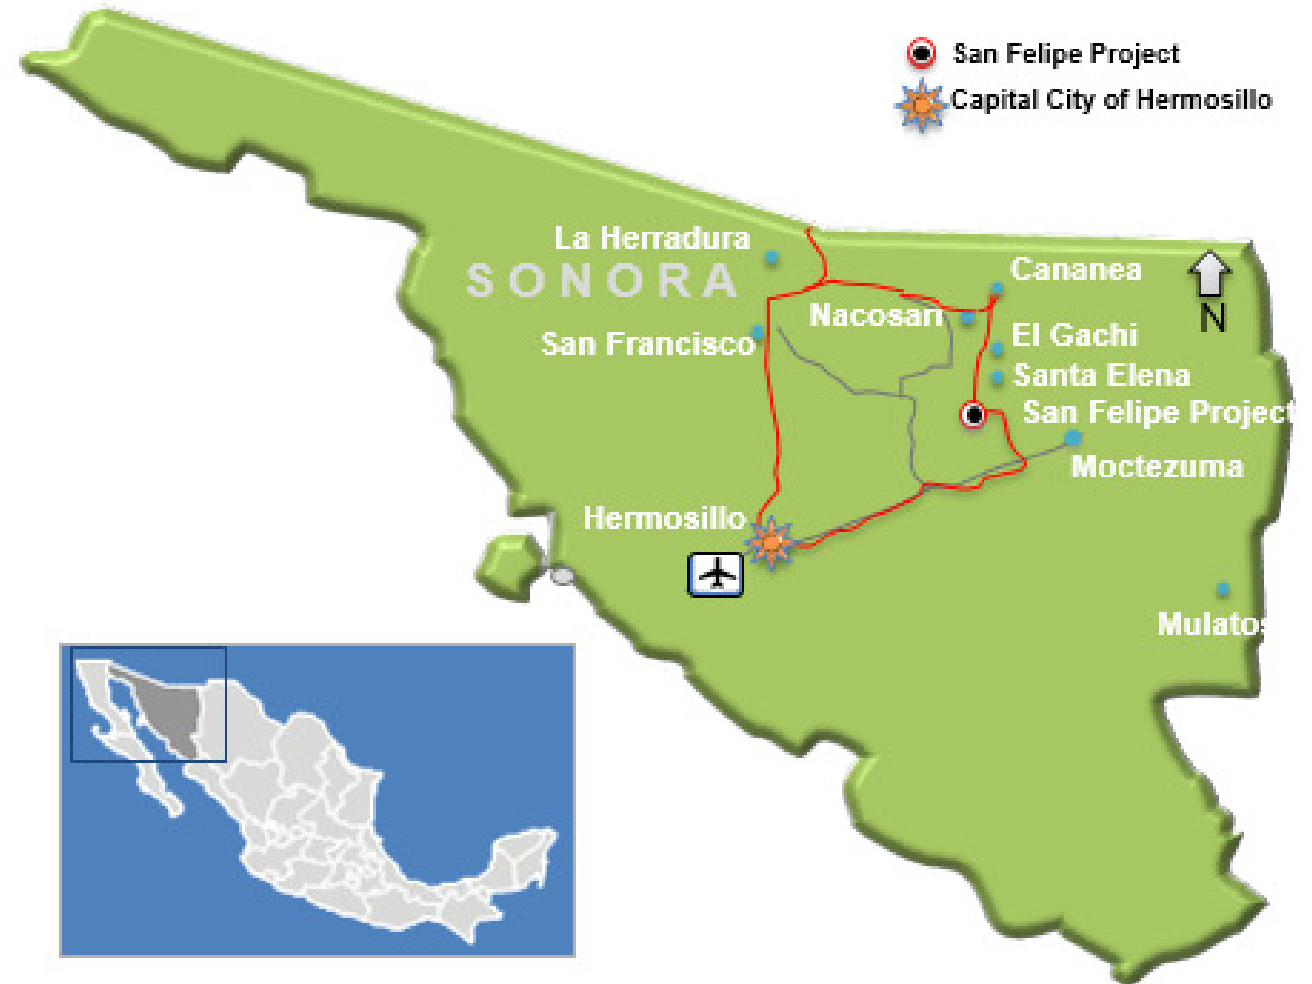 San Felipe Project
Capital City of Hermosillo
La Herradura
SONORA
Cananea
Nacosari
N
San Francisco
El Gachi
Santa Elena
San Felipe Project
Moctezuma
Hermosillo
Mulatos